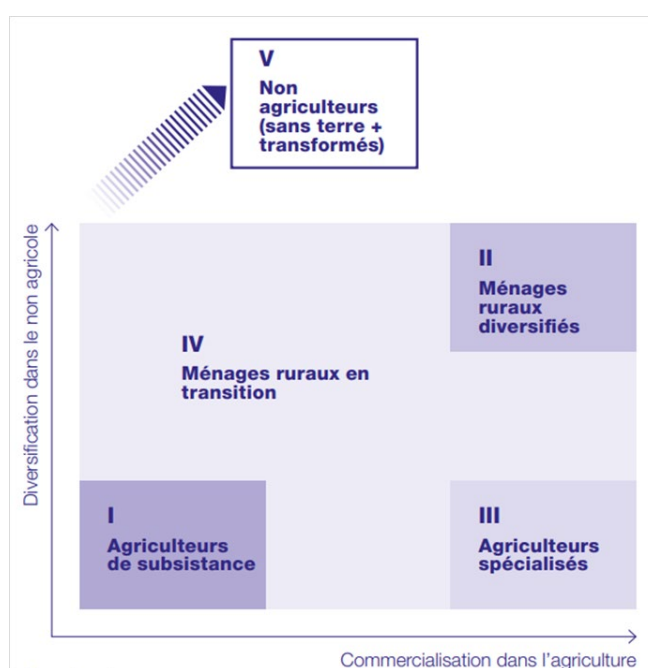 V
Non
agriculteurs
(sans terre +
transformés)
Diversification dans le non agricole
II
Ménages
ruraux
diversifiés
IV
Ménages ruraux en
transition
I
Agriculteurs
de subsistance
III
Agriculteurs
spécialisés
Commercialisation dans l'agriculture